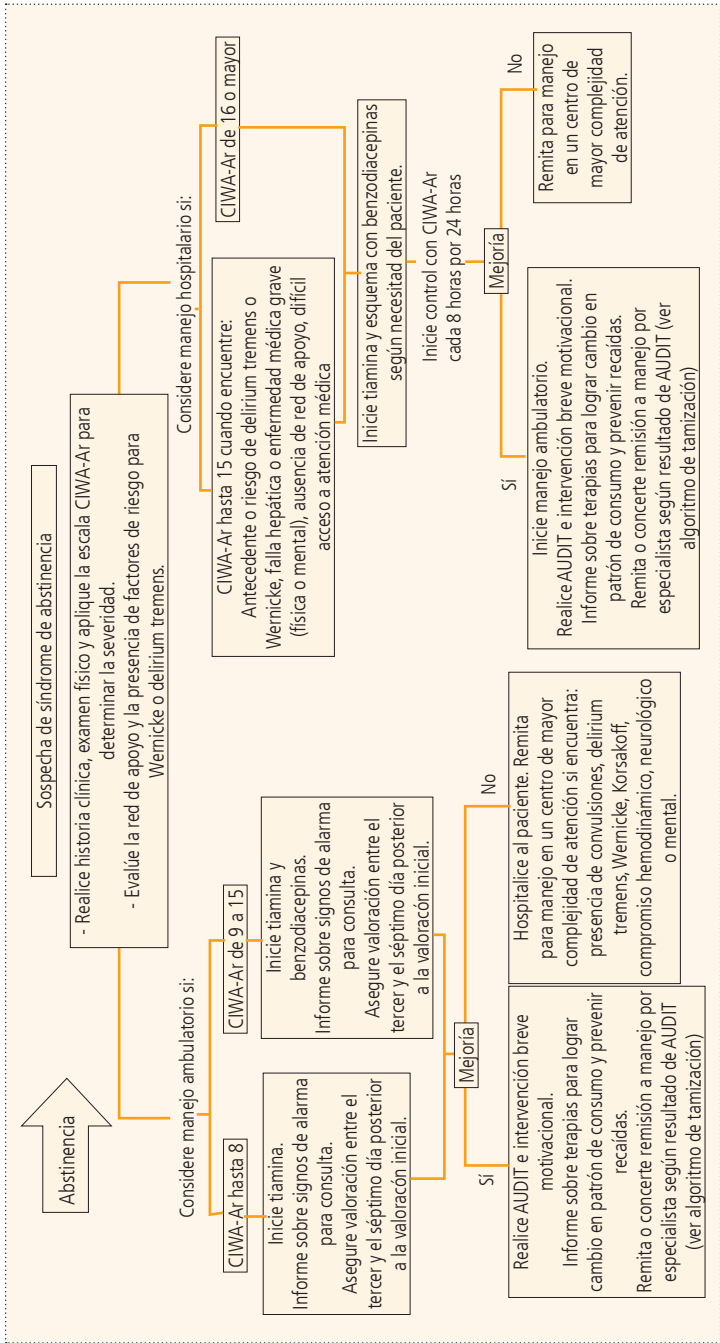 Abstinencia
Sospecha de síndrome de abstinencia
- Realice historia clínica, examen físico y aplique la escala CIWA-Ar para
determinar la severidad.
- Evalúe la red de apoyo y la presencia de factores de riesgo para
Wernicke o delirium tremens.
Considere manejo ambulatorio si:
CIWA-Ar hasta 8
Inicie tiamina.
Informe sobre signos de alarma
para consulta.
Asegure valoración entre el
tercer y el séptimo día posterior
a la valoracón inicial.
CIWA-Ar de 9 a 15
Inicie tiamina y
benzodiacepinas.
Informe sobre signos de alarma
para consulta.
Asegure valoración entre el
tercer y el séptimo día posterior
a la valoracón inicial.
Mejoría
Sí
Realice AUDIT e intervención breve
motivacional.
Informe sobre terapias para lograr
cambio en patrón de consumo y prevenir
recaídas.
Remita o concerte remisión a manejo por
especialista según resultado de AUDIT
(ver algoritmo de tamización)
No
Hospitalice al paciente. Remita
para manejo en un centro de mayor
complejidad de atención si encuentra:
presencia de convulsiones, delirium
tremens, Wernicke, Korsakoff,
compromiso hemodinámico, neurológico
o mental.
Considere manejo hospitalario si:
CIWA-Ar hasta 15 cuando encuentre:
Antecedente o riesgo de delirium tremens o
Wernicke, falla hepática o enfermedad médica grave
(física o mental), ausencia de red de apoyo, difícil
acceso a atención médica
CIWA-Ar de 16 o mayor
Inicie tiamina y esquema con benzodiacepinas
según necesidad del paciente.
Inicie control con CIWA-Ar
cada 8 horas por 24 horas
Mejoría
Sí
Inicie manejo ambulatorio.
Realice AUDIT e intervención breve motivacional.
Informe sobre terapias para lograr cambio en
patrón de consumo y prevenir recaídas.
Remita o concerte remisión a manejo por
especialista según resultado de AUDIT (ver
algoritmo de tamización)
No
Remita para manejo
en un centro de
mayor complejidad
de atención.